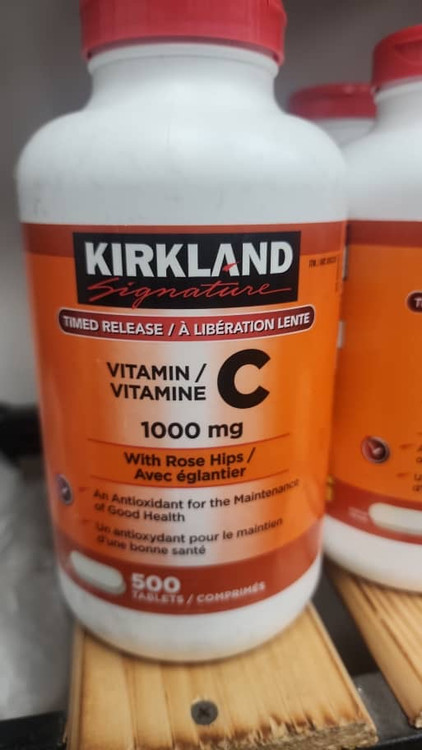 KIRKLAND
Signature
TIMED RELEASE / À LIBÉRATION LENTE
VITAMIN /
VITAMINE
C
1000 mg
With Rose Hips /
Avec églantier
An Antioxidant for the Maintenance
of Good Health
Un antioxydant pour le maintien
d'une bonne santé
500
TABLETS / COMPRIMÉS